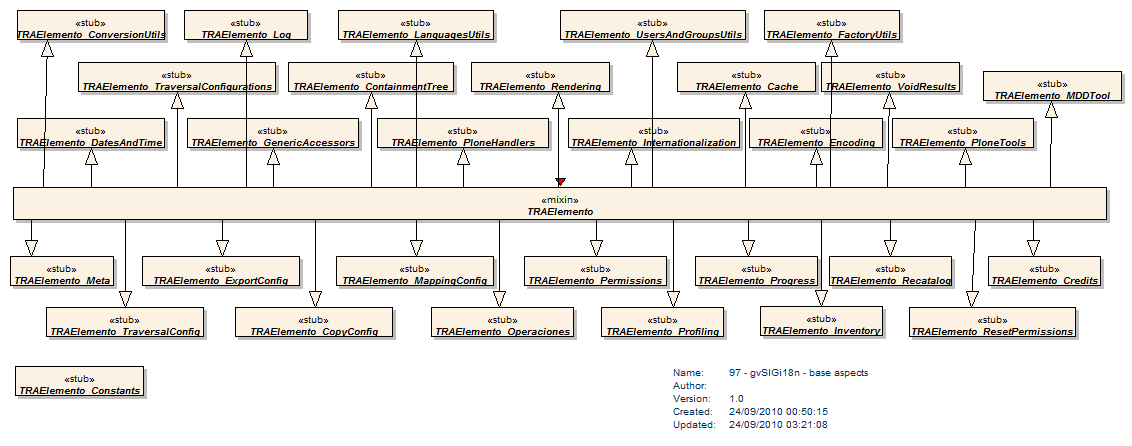 «stub»
TRAElemento_ConversionUtils
«stub»
TRAElemento_Log
«stub»
TRAElemento_LanguagesUtils
«stub»
TRAElemento_UsersAndGroupsUtils
«stub»
TRAElemento_FactoryUtils
«stub»
TRAElemento_TraversalConfigurations
«stub»
TRAElemento_ContainmentTree
«stub»
TRAElemento_Rendering
«stub»
TRAElemento_Cache
«stub»
TRAElemento_VoidResults
«stub»
TRAElemento_MDDTool
«stub»
TRAElemento_DatesAndTime
«stub»
TRAElemento_GenericAccessors
«stub»
TRAElemento_PloneHandlers
«stub»
TRAElemento_Internationalization
«stub»
TRAElemento_Encoding
«stub»
TRAElemento_PloneTools
«mixin»
TRAElemento
«stub»
TRAElemento_Meta
«stub»
TRAElemento_ExportConfig
«stub»
TRAElemento_MappingConfig
«stub»
TRAElemento_Permissions
«stub»
TRAElemento_Progress
«stub»
TRAElemento_Recatalog
«stub»
TRAElemento_Credits
«stub»
TRAElemento_TraversalConfig
«stub»
TRAElemento_CopyConfig
«stub»
TRAElemento_Operaciones
«stub»
TRAElemento_Profiling
«stub»
TRAElemento_Inventory
«stub»
TRAElemento_ResetPermissions
«stub»
TRAElemento_Constants
Name: 97 - gvSIGi18n - base aspects
Author:
Version: 1.0
Created: 24/09/2010 00:50:15
Updated: 24/09/2010 03:21:08